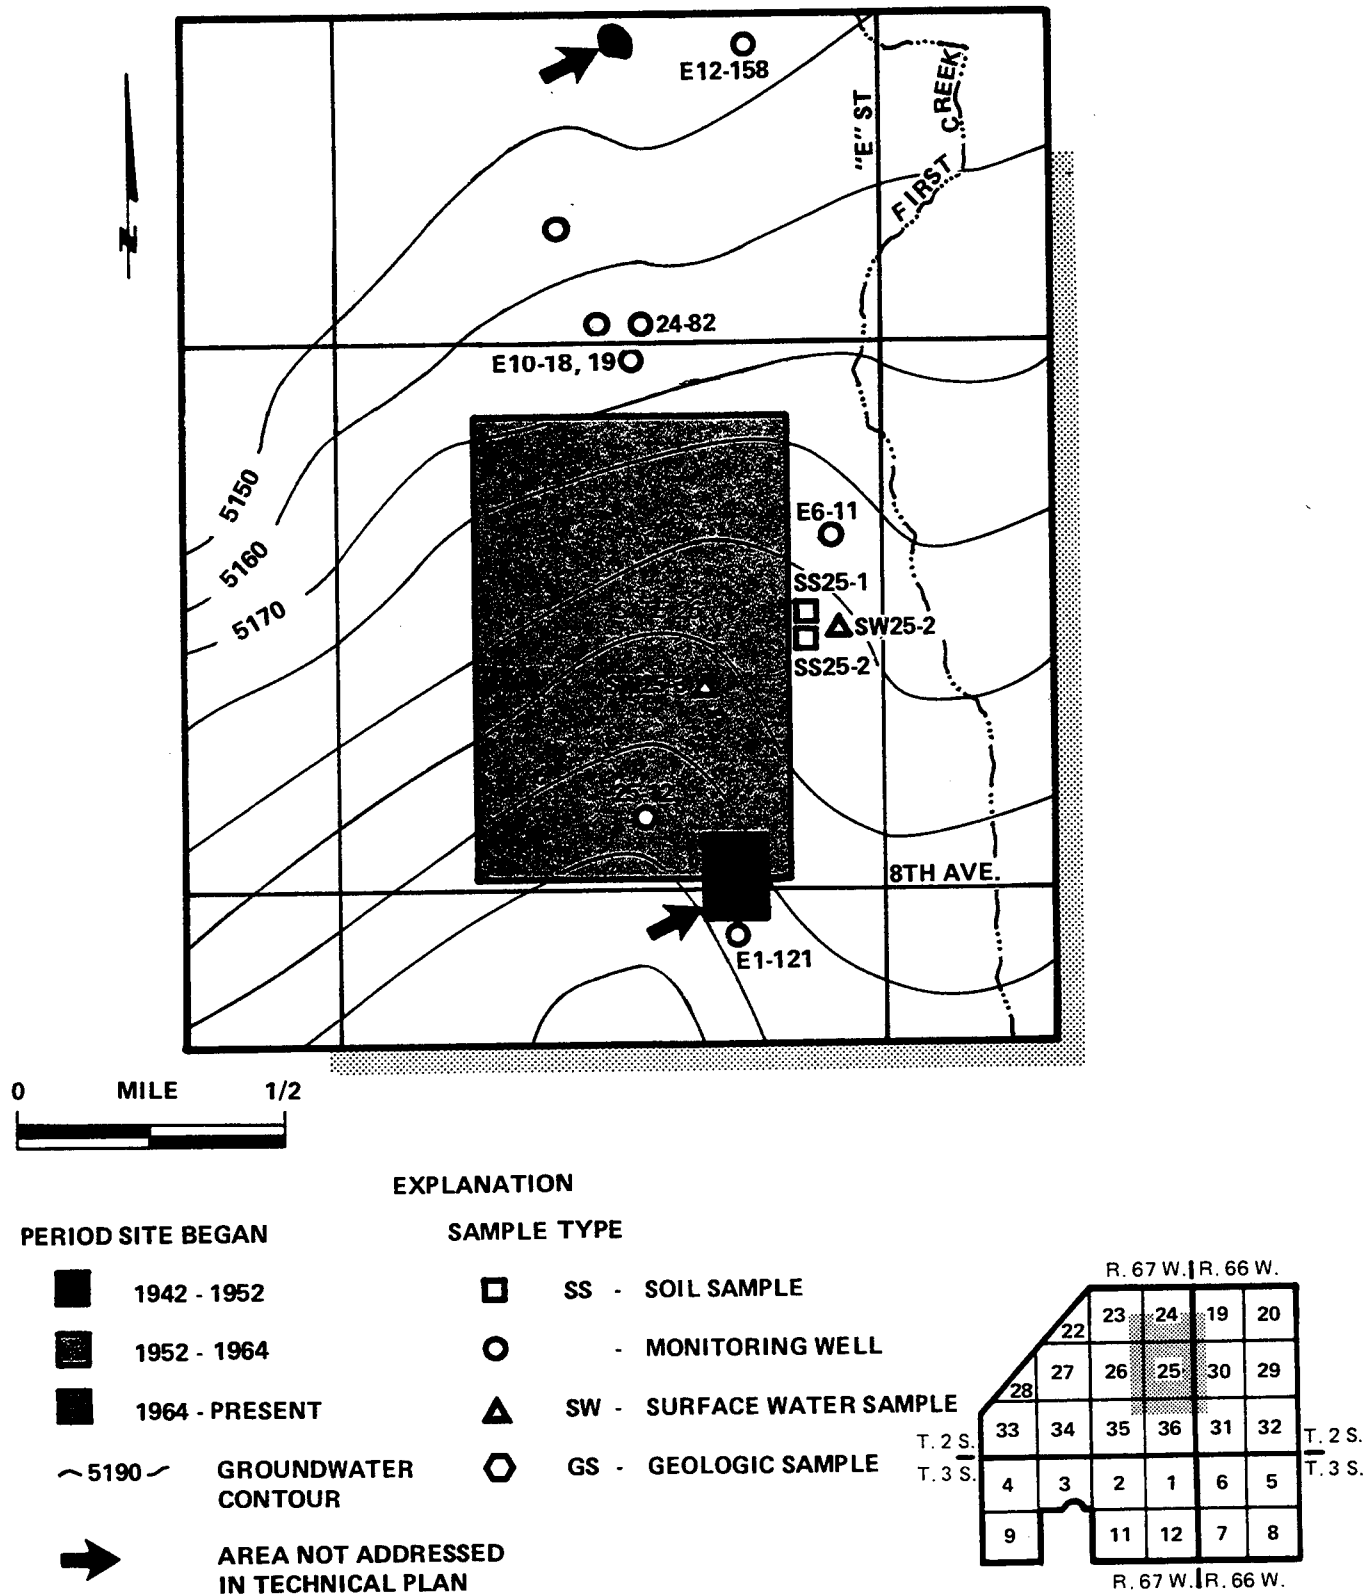 E12-158
"E" ST
FIRST CREEK
N
24-82
E10-18, 19
5150
5160
5170
E6-11
SS25-1
SW25-2
SS25-2
8TH AVE.
E1-121
0 MILE 1/2
EXPLANATION
PERIOD SITE BEGAN
1942 - 1952
1952 - 1964
1964 - PRESENT
5190
GROUNDWATER
CONTOUR
AREA NOT ADDRESSED
IN TECHNICAL PLAN
SAMPLE TYPE
SS - SOIL SAMPLE
- MONITORING WELL
SW - SURFACE WATER SAMPLE
GS - GEOLOGIC SAMPLE
R. 67 W. R. 66 W.
23 24 19 20
22
27 26 25 30 29
28
33 34 35 36 31 32
T. 2 S. T. 2 S.
T. 3 S. T. 3 S.
4 3 2 1 6 5
9 11 12 7 8
R. 67 W. R. 66 W.